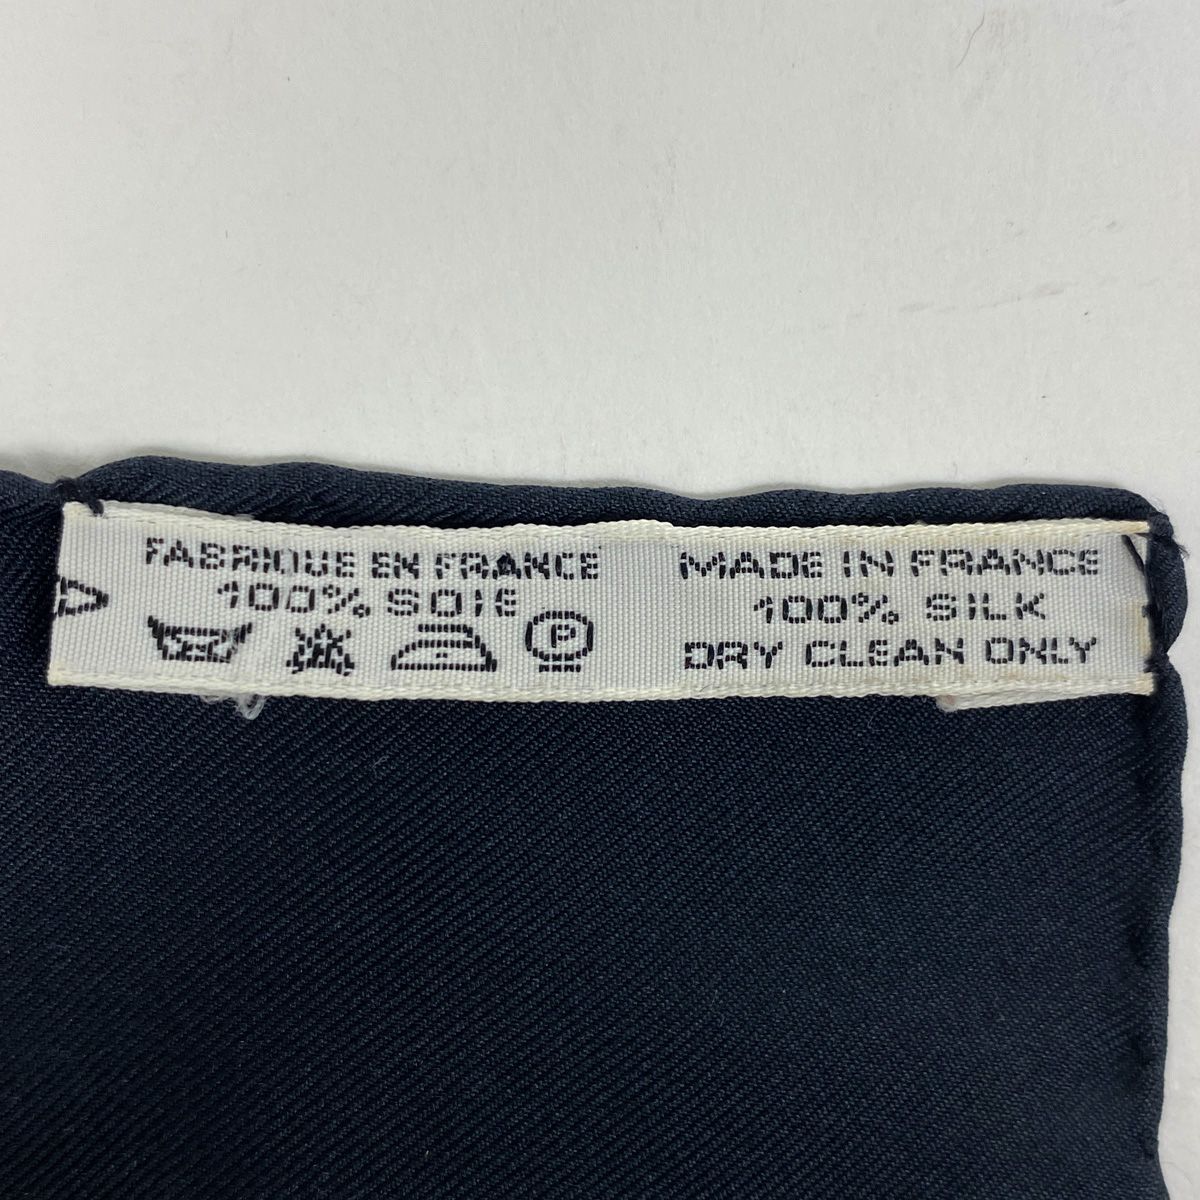 FABRIQUE EN FRANCE
100% SOIE
P
MADE IN FRANCE
100% SILK
DRY CLEAN ONLY